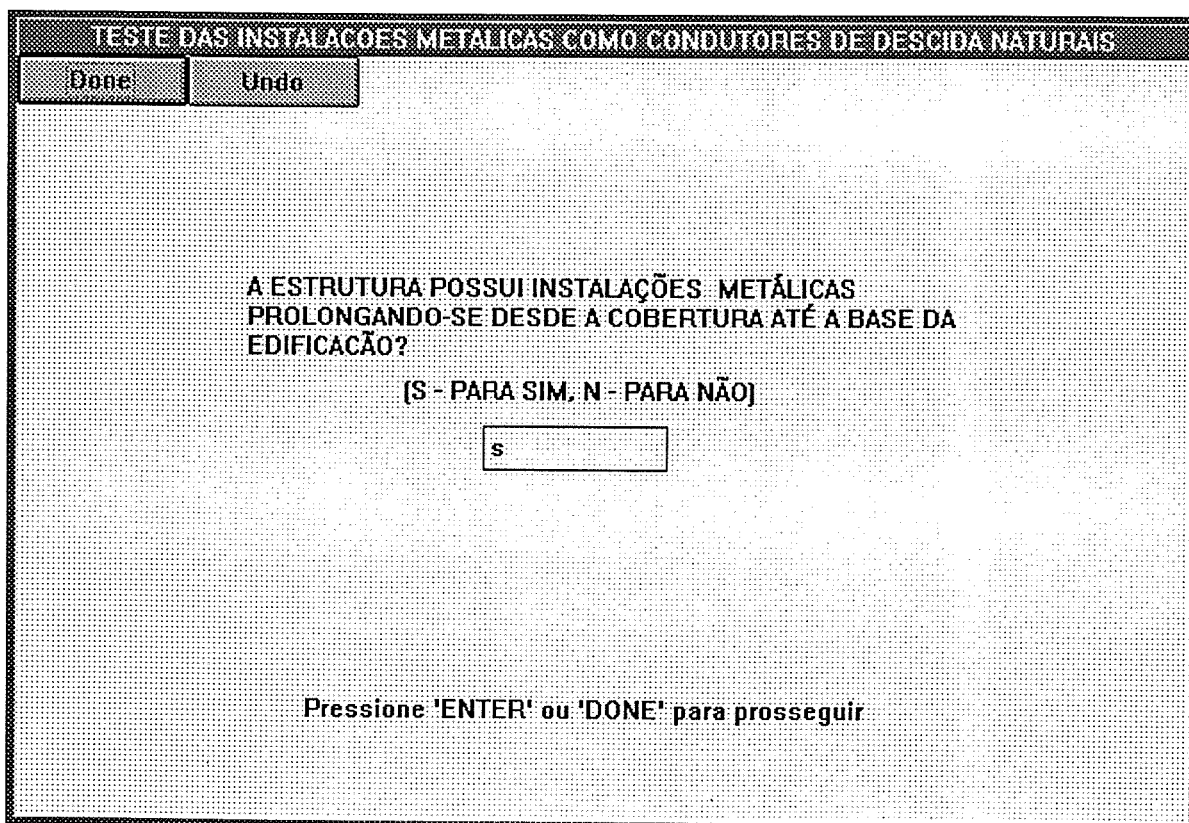 TESTE DAS INSTALACOES METALICAS COMO CONDUTORES DE DESCIDA NATURAIS
Done Undo
A ESTRUTURA POSSUI INSTALAÇÕES METÁLICAS
PROLONGANDO-SE DESDE A COBERTURA ATÉ A BASE DA
EDIFICACÃO?
(S - PARA SIM, N - PARA NÃO)
s
Pressione 'ENTER' ou 'DONE' para prosseguir